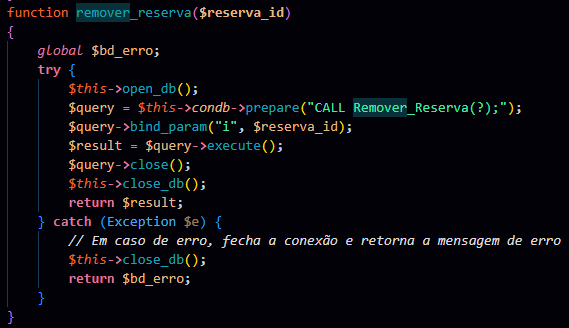 function remover_reserva($reserva_id)
{
    global $bd_erro;
    try {
        $this->open_db();
        $query = $this->condb->prepare("CALL Remover_Reserva(?);");
        $query->bind_param("i", $reserva_id);
        $result = $query->execute();
        $query->close();
        $this->close_db();
        return $result;
    } catch (Exception $e) {
        // Em caso de erro, fecha a conexão e retorna a mensagem de erro
        $this->close_db();
        return $bd_erro;
    }
}